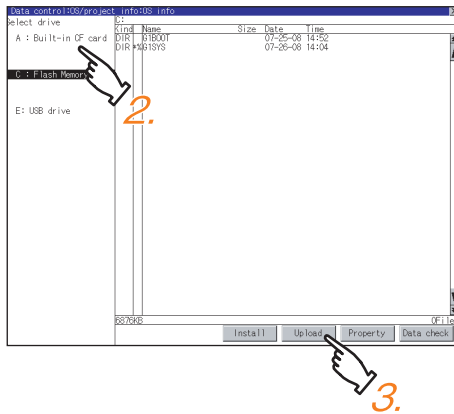 Data control:OS/project info:OS info
Select drive
C:
Kind Name Size Date Time
A : Built-in CF card
DIR G1BOOT 07-25-08 14:52
DIR *%G1SYS 07-26-08 14:04
C : Flash Memory
E: USB drive
2.
6876KB
0File
Install Upload Property Data check
3.